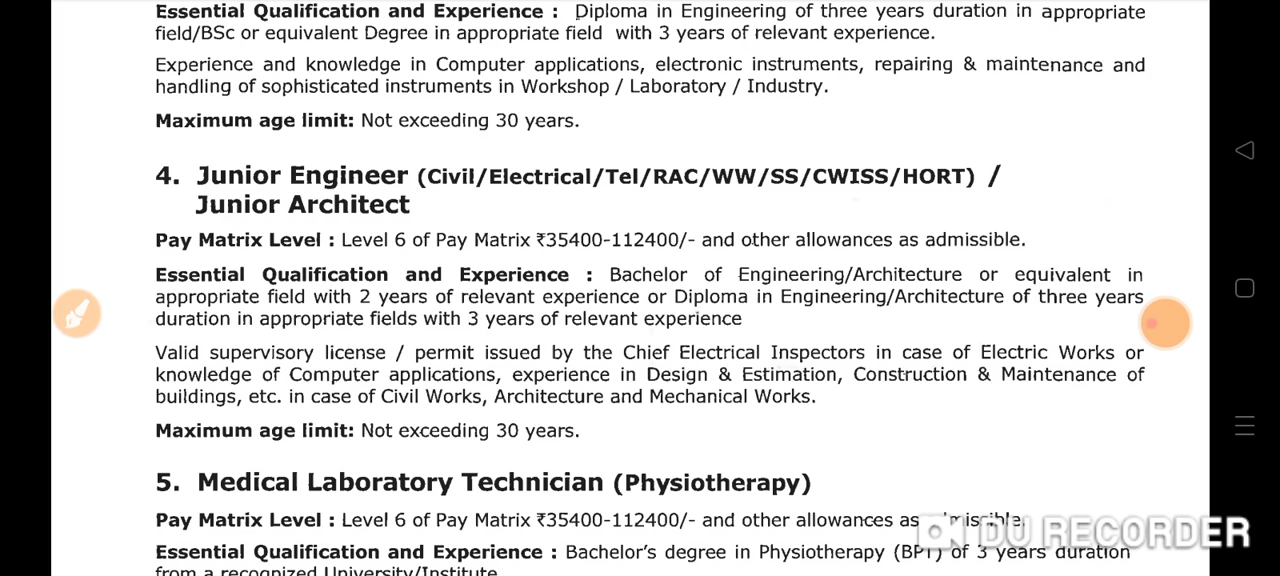 Essential Qualification and Experience : Diploma in Engineering of three years duration in appropriate
field/BSc or equivalent Degree in appropriate field with 3 years of relevant experience.
Experience and knowledge in Computer applications, electronic instruments, repairing & maintenance and
handling of sophisticated instruments in Workshop / Laboratory / Industry.
Maximum age limit: Not exceeding 30 years.
4. Junior Engineer (Civil/Electrical/Tel/RAC/WW/SS/CWISS/HORT) /
Junior Architect
Pay Matrix Level : Level 6 of Pay Matrix ₹35400-112400/- and other allowances as admissible.
Essential Qualification and Experience : Bachelor of Engineering/Architecture or equivalent in
appropriate field with 2 years of relevant experience or Diploma in Engineering/Architecture of three years
duration in appropriate fields with 3 years of relevant experience
Valid supervisory license / permit issued by the Chief Electrical Inspectors in case of Electric Works or
knowledge of Computer applications, experience in Design & Estimation, Construction & Maintenance of
buildings, etc. in case of Civil Works, Architecture and Mechanical Works.
Maximum age limit: Not exceeding 30 years.
5. Medical Laboratory Technician (Physiotherapy)
Pay Matrix Level : Level 6 of Pay Matrix ₹35400-112400/- and other allowances as admissible.
DU RECORDER
Essential Qualification and Experience : Bachelor's degree in Physiotherapy (BPT) of 3 years duration
from a recognized University/Institute